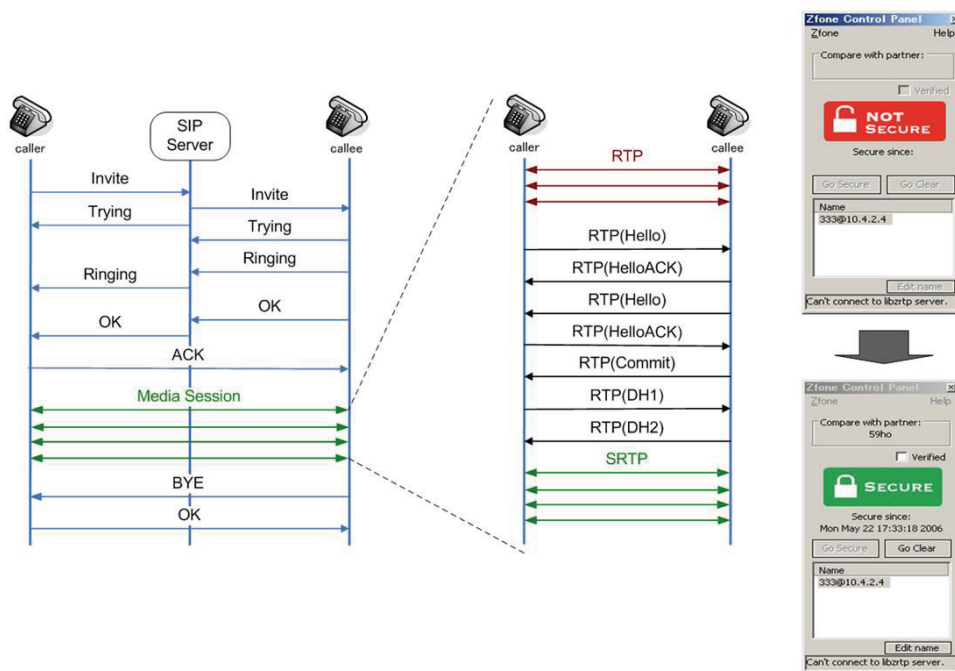 caller
SIP
Server
callee
Invite
Invite
Trying
Trying
Ringing
Ringing
OK
OK
ACK
Media Session
BYE
OK
caller
callee
RTP
RTP(Hello)
RTP(HelloACK)
RTP(Hello)
RTP(HelloACK)
RTP(Commit)
RTP(DH1)
RTP(DH2)
SRTP
Zfone Control Panel
Zfone Help
Compare with partner:
Verified
NOT
SECURE
Secure since:
Go Secure Go Clear
Name
333@10.4.2.4
Edit name
Can't connect to libzrtp server.
Zfone Control Panel
Zfone Help
Compare with partner:
59ho
Verified
SECURE
Secure since:
Mon May 22 17:33:18 2006
Go Secure Go Clear
Name
333@10.4.2.4
Edit name
Can't connect to libzrtp server.